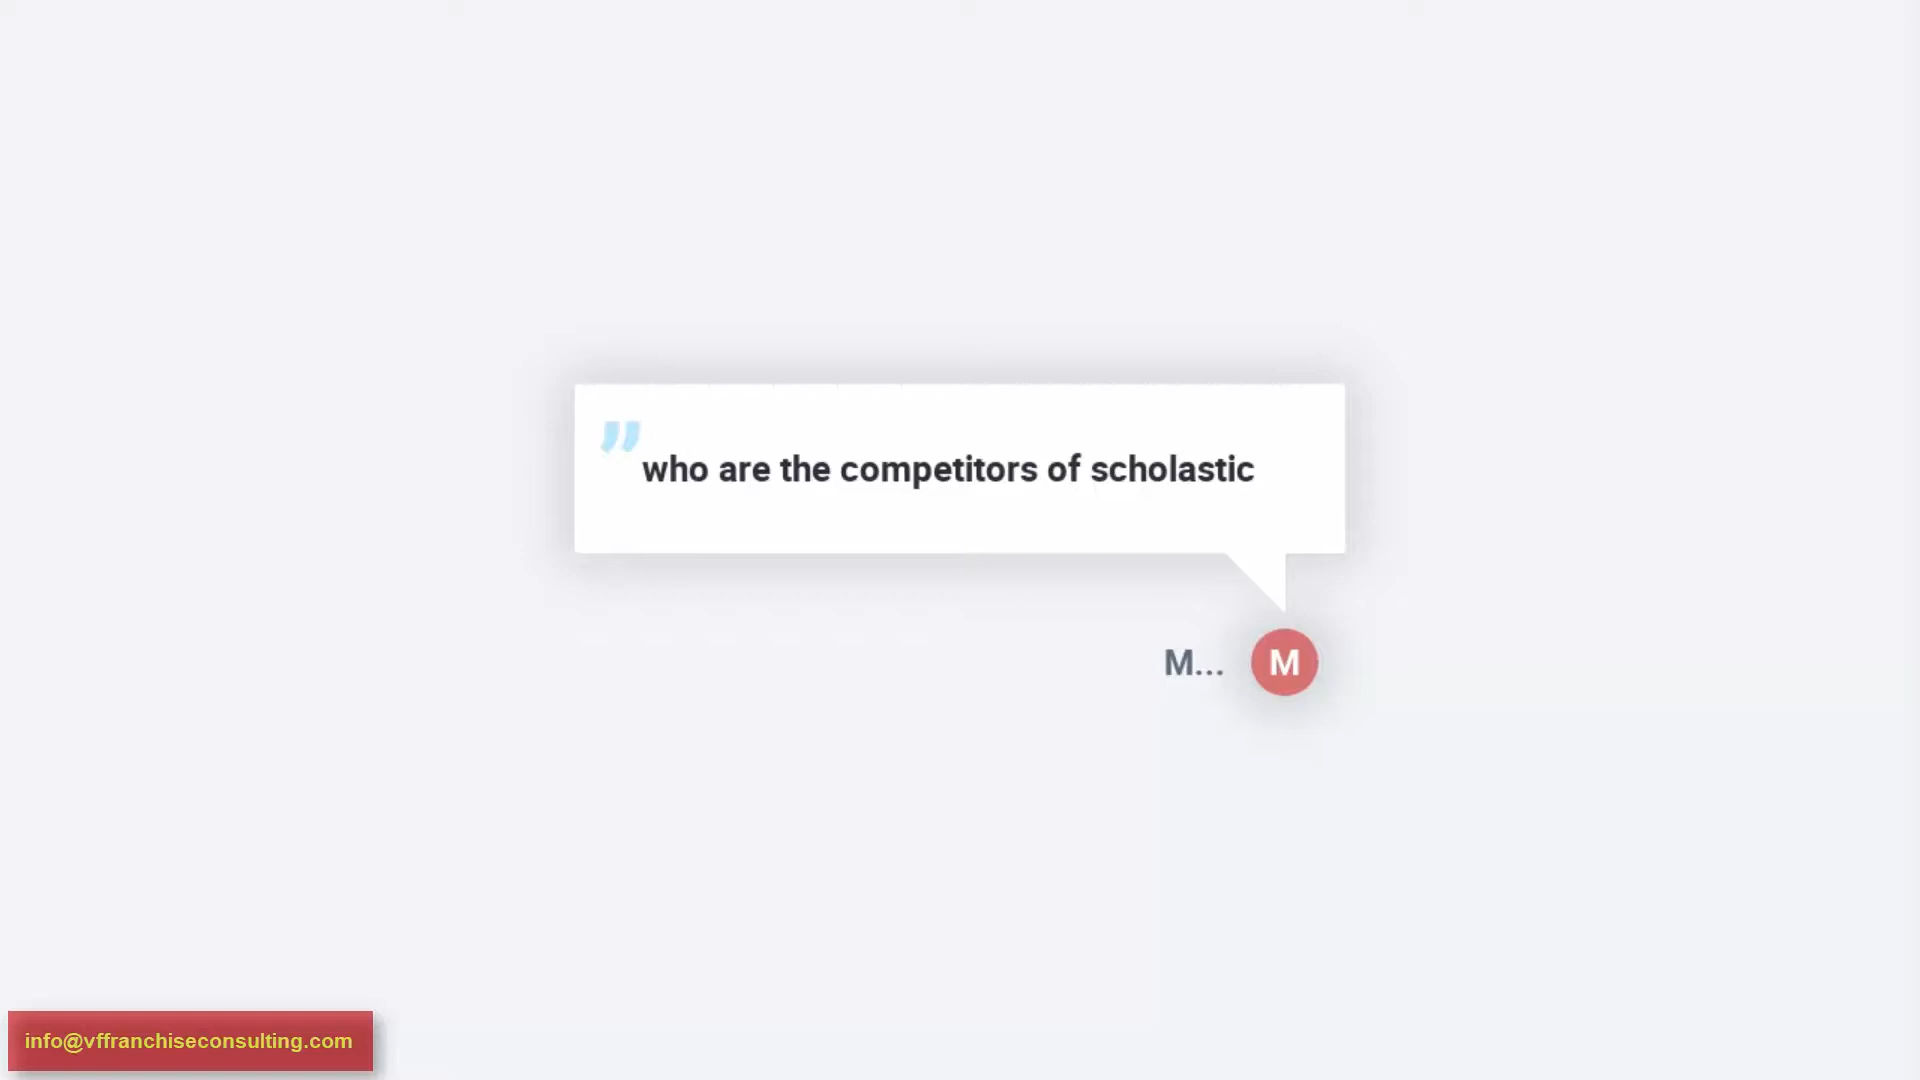 ”
who are the competitors of scholastic
M... M
info@vffranchiseconsulting.com